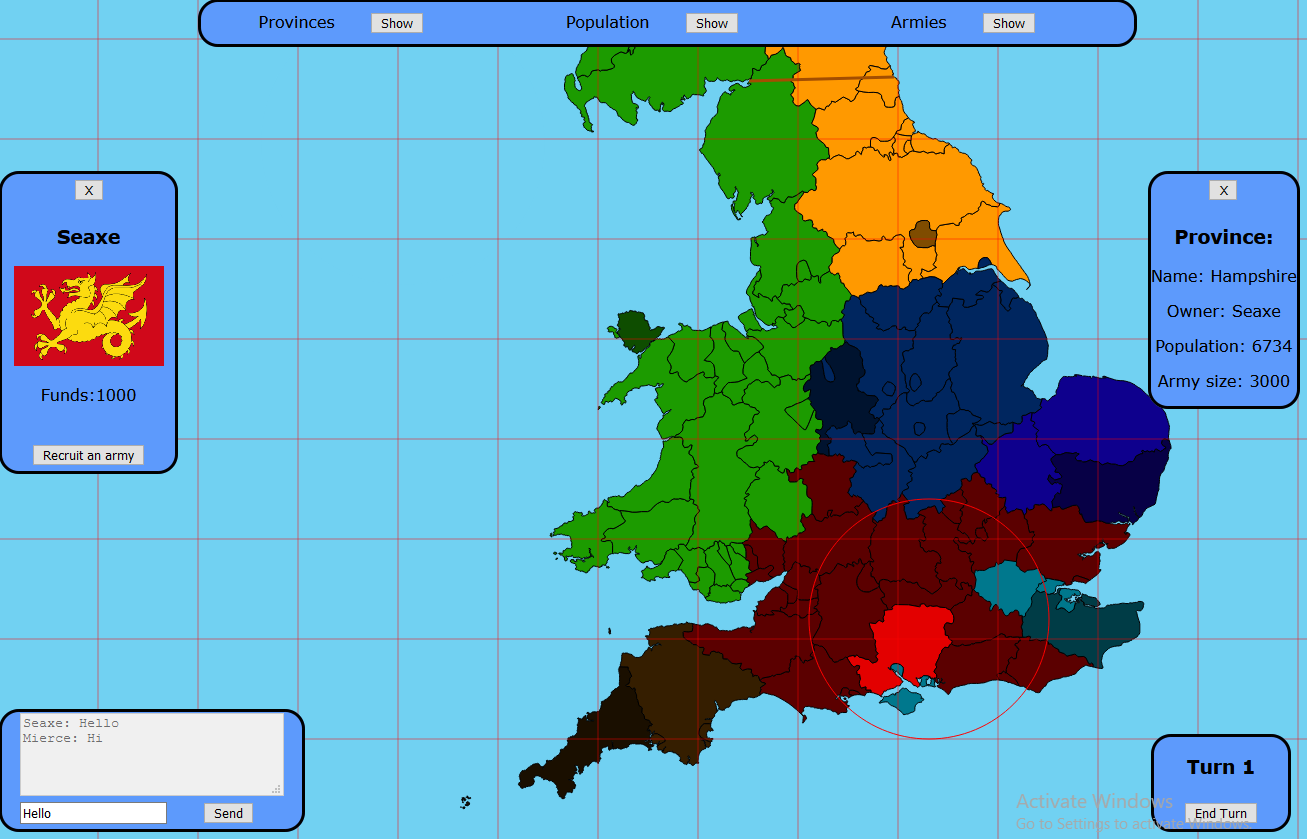 Provinces Show Population Show Armies Show
X
Seaxe
Funds:1000
Recruit an army
X
Province:
Name: Hampshire
Owner: Seaxe
Population: 6734
Army size: 3000
Seaxe: Hello
Mierce: Hi
Hello Send
Turn 1
End Turn
Activate Windows
Go to Settings to activate Windows.